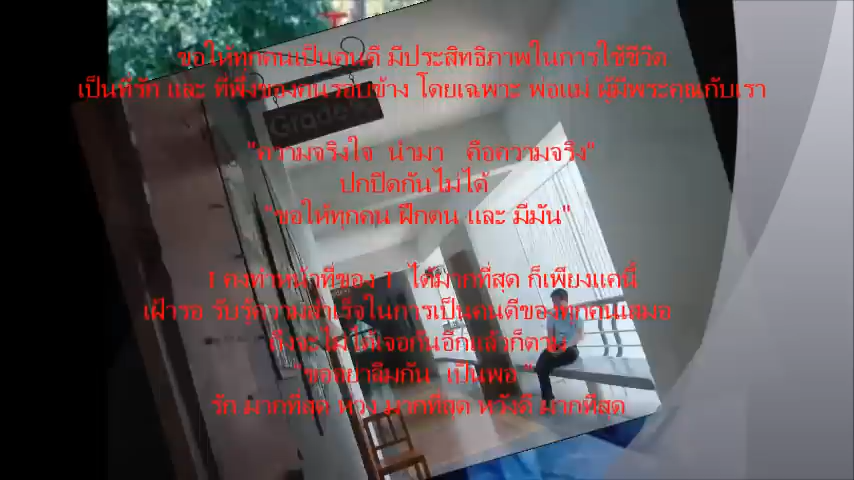 ขอให้ทุกคนเป็นคนดี มีประสิทธิภาพในการใช้ชีวิต
เป็นที่รัก และ ที่พึ่งของคนรอบข้าง โดยเฉพาะ พ่อแม่ ผู้มีพระคุณกับเรา
Grade
"ความจริงใจ นำมา คือความจริง"
ปกปิดกันไม่ได้
"ขอให้ทุกคน ฝึกตน และ มีมัน"
T คงทำหน้าที่ของ T ได้มากที่สุด ก็เพียงแค่นี้
เฝ้ารอ รับรู้ความสำเร็จในการเป็นคนดีของทุกคนเสมอ
ถึงจะไม่ได้เจอกันอีกแล้วก็ตาม
"ขออย่าลืมกัน เป็นพอ"
รัก มากที่สุด หวง มากที่สุด หวังดี มากที่สุด